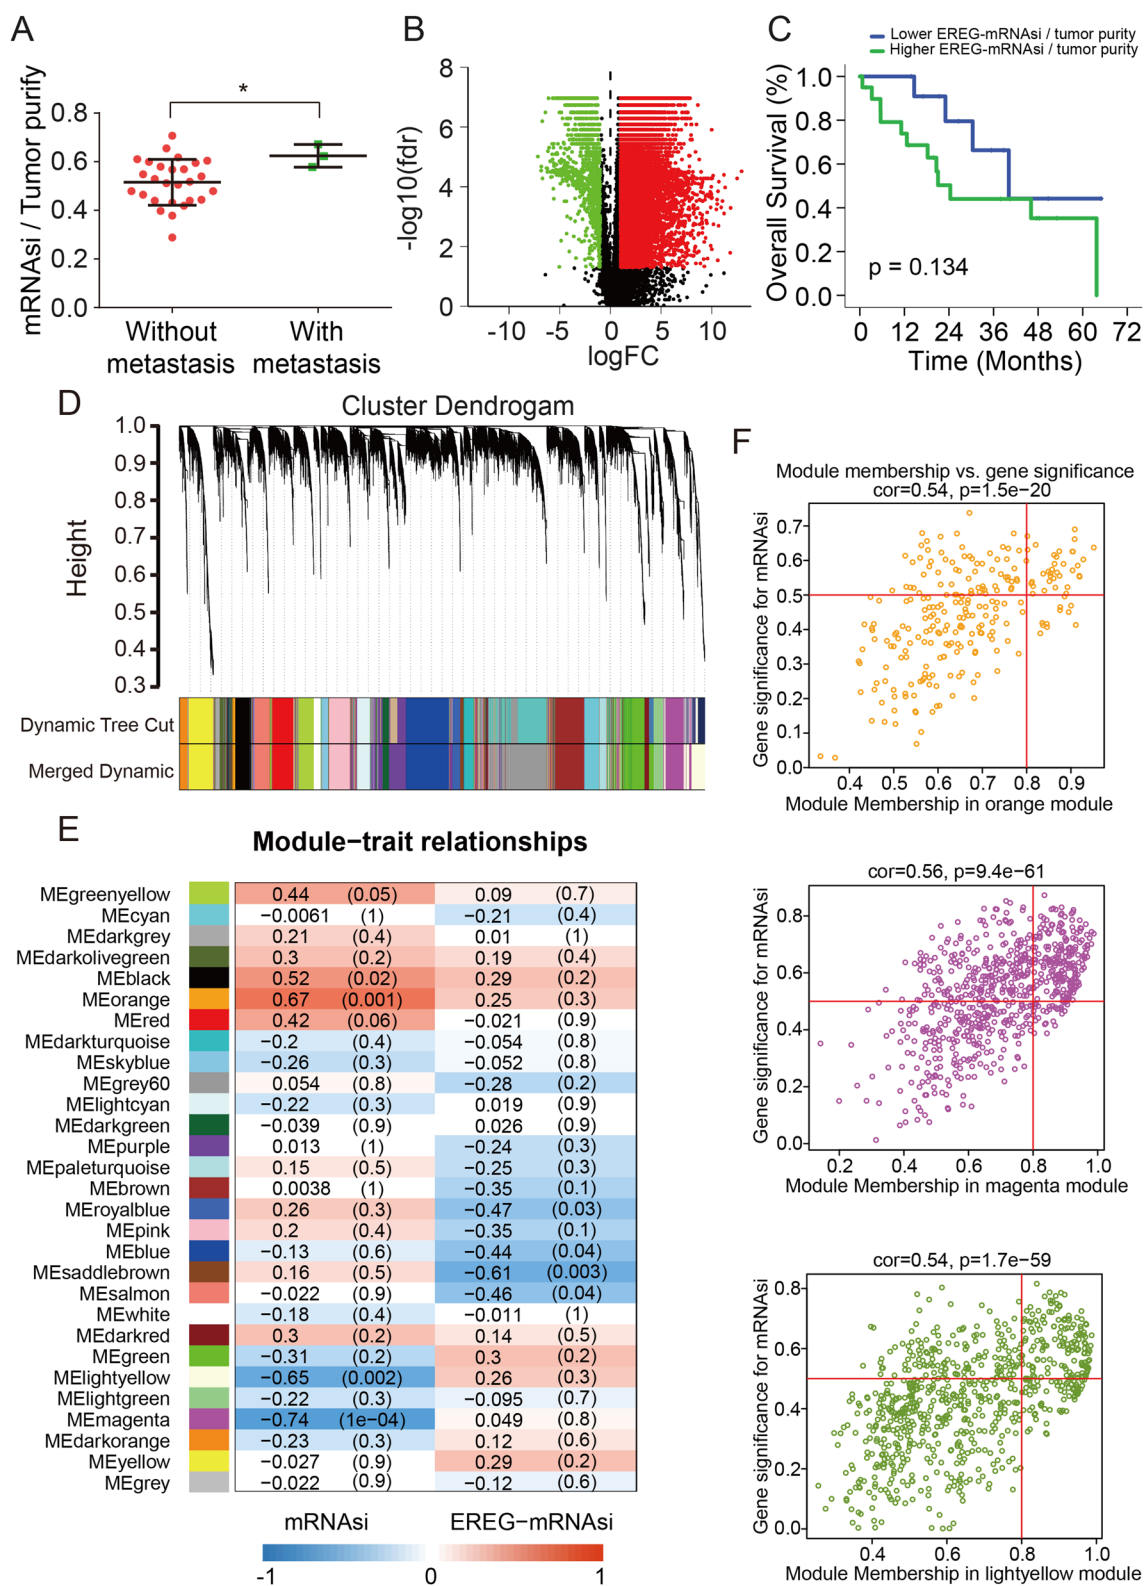 A
mRNAsi / Tumor purify
0.8
0.6
0.4
0.2
0.0
*
Without metastasis
With metastasis
B
-log10(fdr)
8
6
4
2
0
-10 -5 0 5 10
logFC
C
Lower EREG-mRNAsi / tumor purity
Higher EREG-mRNAsi / tumor purity
Overall Survival (%)
1.0
0.8
0.6
0.4
0.2
0.0
p = 0.134
0 12 24 36 48 60 72
Time (Months)
D
Cluster Dendrogam
Height
1.0
0.9
0.8
0.7
0.6
0.5
0.4
0.3
Dynamic Tree Cut
Merged Dynamic
E
Module−trait relationships
MEgreenyellow 0.44 (0.05) 0.09 (0.7)
MEcyan −0.0061 (1) −0.21 (0.4)
MEdarkgrey 0.21 (0.4) 0.01 (1)
MEdarkolivegreen 0.3 (0.2) 0.19 (0.4)
MEblack 0.52 (0.02) 0.29 (0.2)
MEorange 0.67 (0.001) 0.25 (0.3)
MEred 0.42 (0.06) −0.021 (0.9)
MEdarkturquoise −0.2 (0.4) −0.054 (0.8)
MEskyblue −0.26 (0.3) −0.052 (0.8)
MEgrey60 0.054 (0.8) −0.28 (0.2)
MElightcyan −0.22 (0.3) 0.019 (0.9)
MEdarkgreen −0.039 (0.9) 0.026 (0.9)
MEpurple 0.013 (1) −0.24 (0.3)
MEpaleturquoise 0.15 (0.5) −0.25 (0.3)
MEbrown 0.0038 (1) −0.35 (0.1)
MEroyalblue 0.26 (0.3) −0.47 (0.03)
MEpink 0.2 (0.4) −0.35 (0.1)
MEblue −0.13 (0.6) −0.44 (0.04)
MEsaddlebrown 0.16 (0.5) −0.61 (0.003)
MEsalmon −0.022 (0.9) −0.46 (0.04)
MEwhite −0.18 (0.4) −0.011 (1)
MEdarkred 0.3 (0.2) 0.14 (0.5)
MEgreen −0.31 (0.2) 0.3 (0.2)
MElightyellow −0.65 (0.002) 0.26 (0.3)
MElightgreen −0.22 (0.3) −0.095 (0.7)
MEmagenta −0.74 (1e−04) 0.049 (0.8)
MEdarkorange −0.23 (0.3) 0.12 (0.6)
MEyellow −0.027 (0.9) 0.29 (0.2)
MEgrey −0.022 (0.9) −0.12 (0.6)
mRNAsi EREG−mRNAsi
-1 0 1
F
Module membership vs. gene significance
cor=0.54, p=1.5e−20
Gene significance for mRNAsi
0.7
0.6
0.5
0.4
0.3
0.2
0.1
0.0
0.4 0.5 0.6 0.7 0.8 0.9
Module Membership in orange module
cor=0.56, p=9.4e−61
Gene significance for mRNAsi
0.8
0.6
0.4
0.2
0.0
0.2 0.4 0.6 0.8 1.0
Module Membership in magenta module
cor=0.54, p=1.7e−59
Gene significance for mRNAsi
0.8
0.6
0.4
0.2
0.0
0.4 0.6 0.8 1.0
Module Membership in lightyellow module